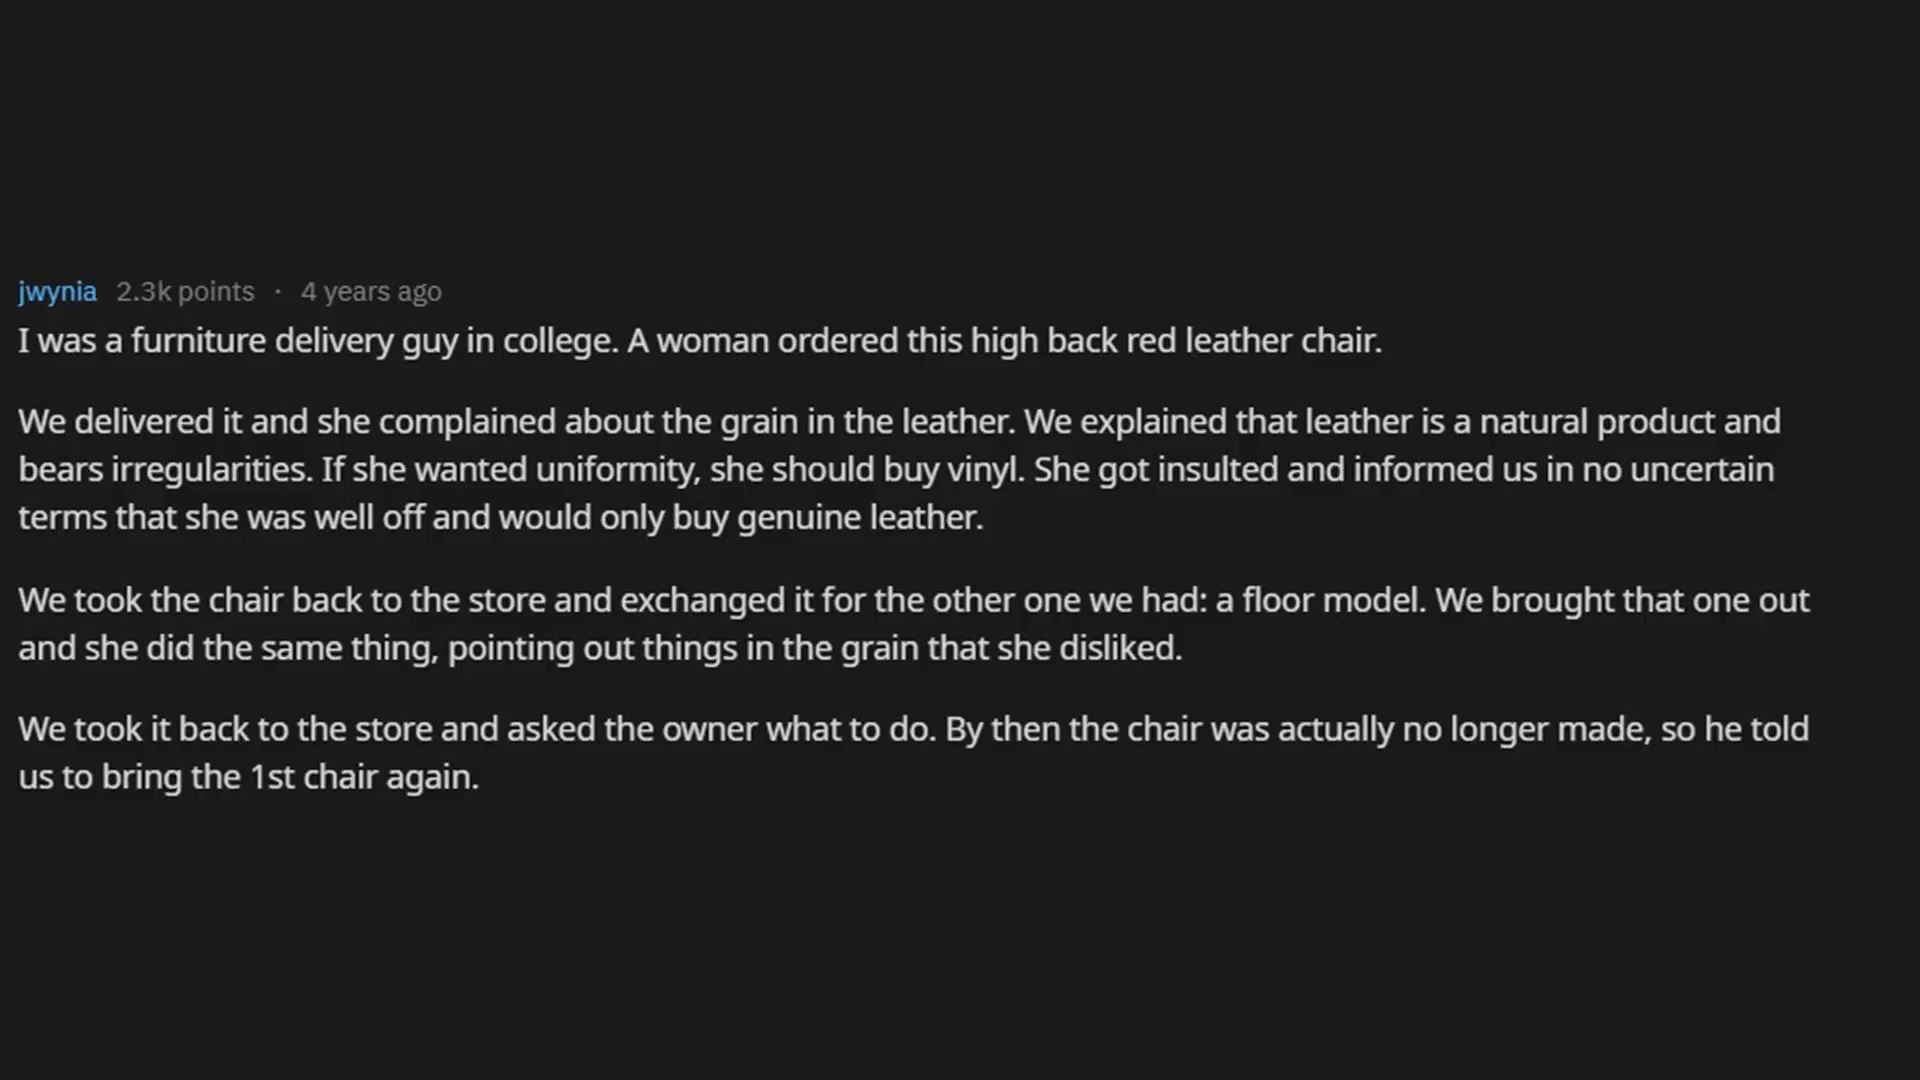 jwynia 2.3k points · 4 years ago
I was a furniture delivery guy in college. A woman ordered this high back red leather chair.
We delivered it and she complained about the grain in the leather. We explained that leather is a natural product and
bears irregularities. If she wanted uniformity, she should buy vinyl. She got insulted and informed us in no uncertain
terms that she was well off and would only buy genuine leather.
We took the chair back to the store and exchanged it for the other one we had: a floor model. We brought that one out
and she did the same thing, pointing out things in the grain that she disliked.
We took it back to the store and asked the owner what to do. By then the chair was actually no longer made, so he told
us to bring the 1st chair again.